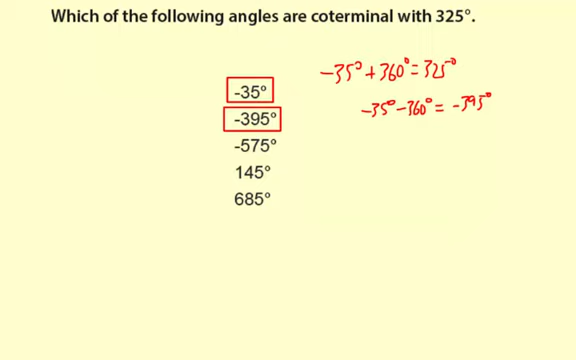 Which of the following angles are coterminal with 325°.
-35° + 360° = 325°
-35°
-35° - 360° = -395°
-395°
-575°
145°
685°